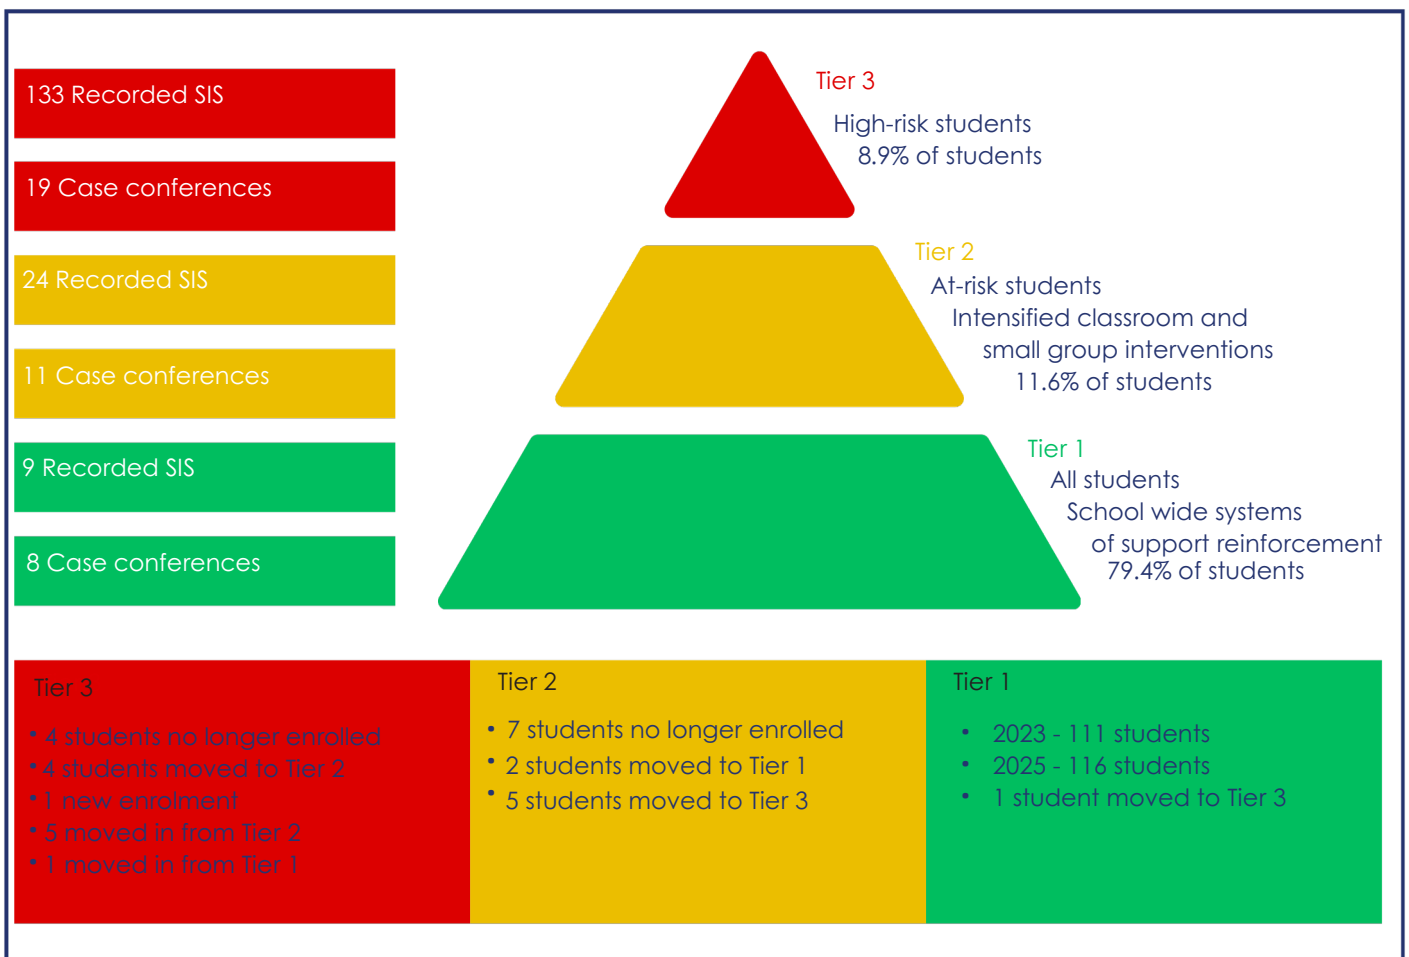 133 Recorded SIS
19 Case conferences
24 Recorded SIS
11 Case conferences
9 Recorded SIS
8 Case conferences
Tier 3
High-risk students
8.9% of students
Tier 2
At-risk students
Intensified classroom and
small group interventions
11.6% of students
Tier 1
All students
School wide systems
of support reinforcement
79.4% of students
Tier 3
• 4 students no longer enrolled
• 4 students moved to Tier 2
• 1 new enrolment
• 5 moved in from Tier 2
• 1 moved in from Tier 1
Tier 2
• 7 students no longer enrolled
• 2 students moved to Tier 1
• 5 students moved to Tier 3
Tier 1
• 2023 - 111 students
• 2025 - 116 students
• 1 student moved to Tier 3